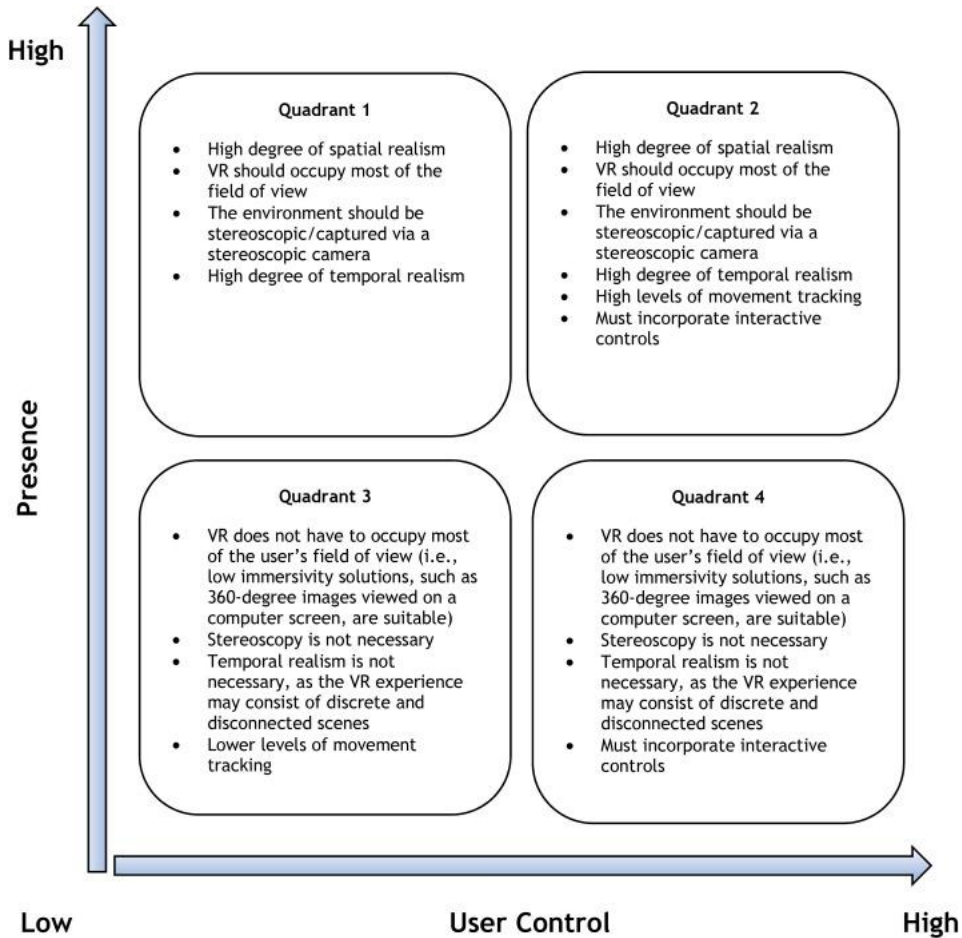 High
Quadrant 1
• High degree of spatial realism
• VR should occupy most of the
field of view
• The environment should be
stereoscopic/captured via a
stereoscopic camera
• High degree of temporal realism
Quadrant 2
• High degree of spatial realism
• VR should occupy most of the
field of view
• The environment should be
stereoscopic/captured via a
stereoscopic camera
• High degree of temporal realism
• High levels of movement tracking
• Must incorporate interactive
controls
Presence
Quadrant 3
• VR does not have to occupy most
of the user’s field of view (i.e.,
low immersivity solutions, such as
360-degree images viewed on a
computer screen, are suitable)
• Stereoscopy is not necessary
• Temporal realism is not
necessary, as the VR experience
may consist of discrete and
disconnected scenes
• Lower levels of movement
tracking
Quadrant 4
• VR does not have to occupy most
of the user’s field of view (i.e.,
low immersivity solutions, such as
360-degree images viewed on a
computer screen, are suitable)
• Stereoscopy is not necessary
• Temporal realism is not
necessary, as the VR experience
may consist of discrete and
disconnected scenes
• Must incorporate interactive
controls
Low
User Control
High